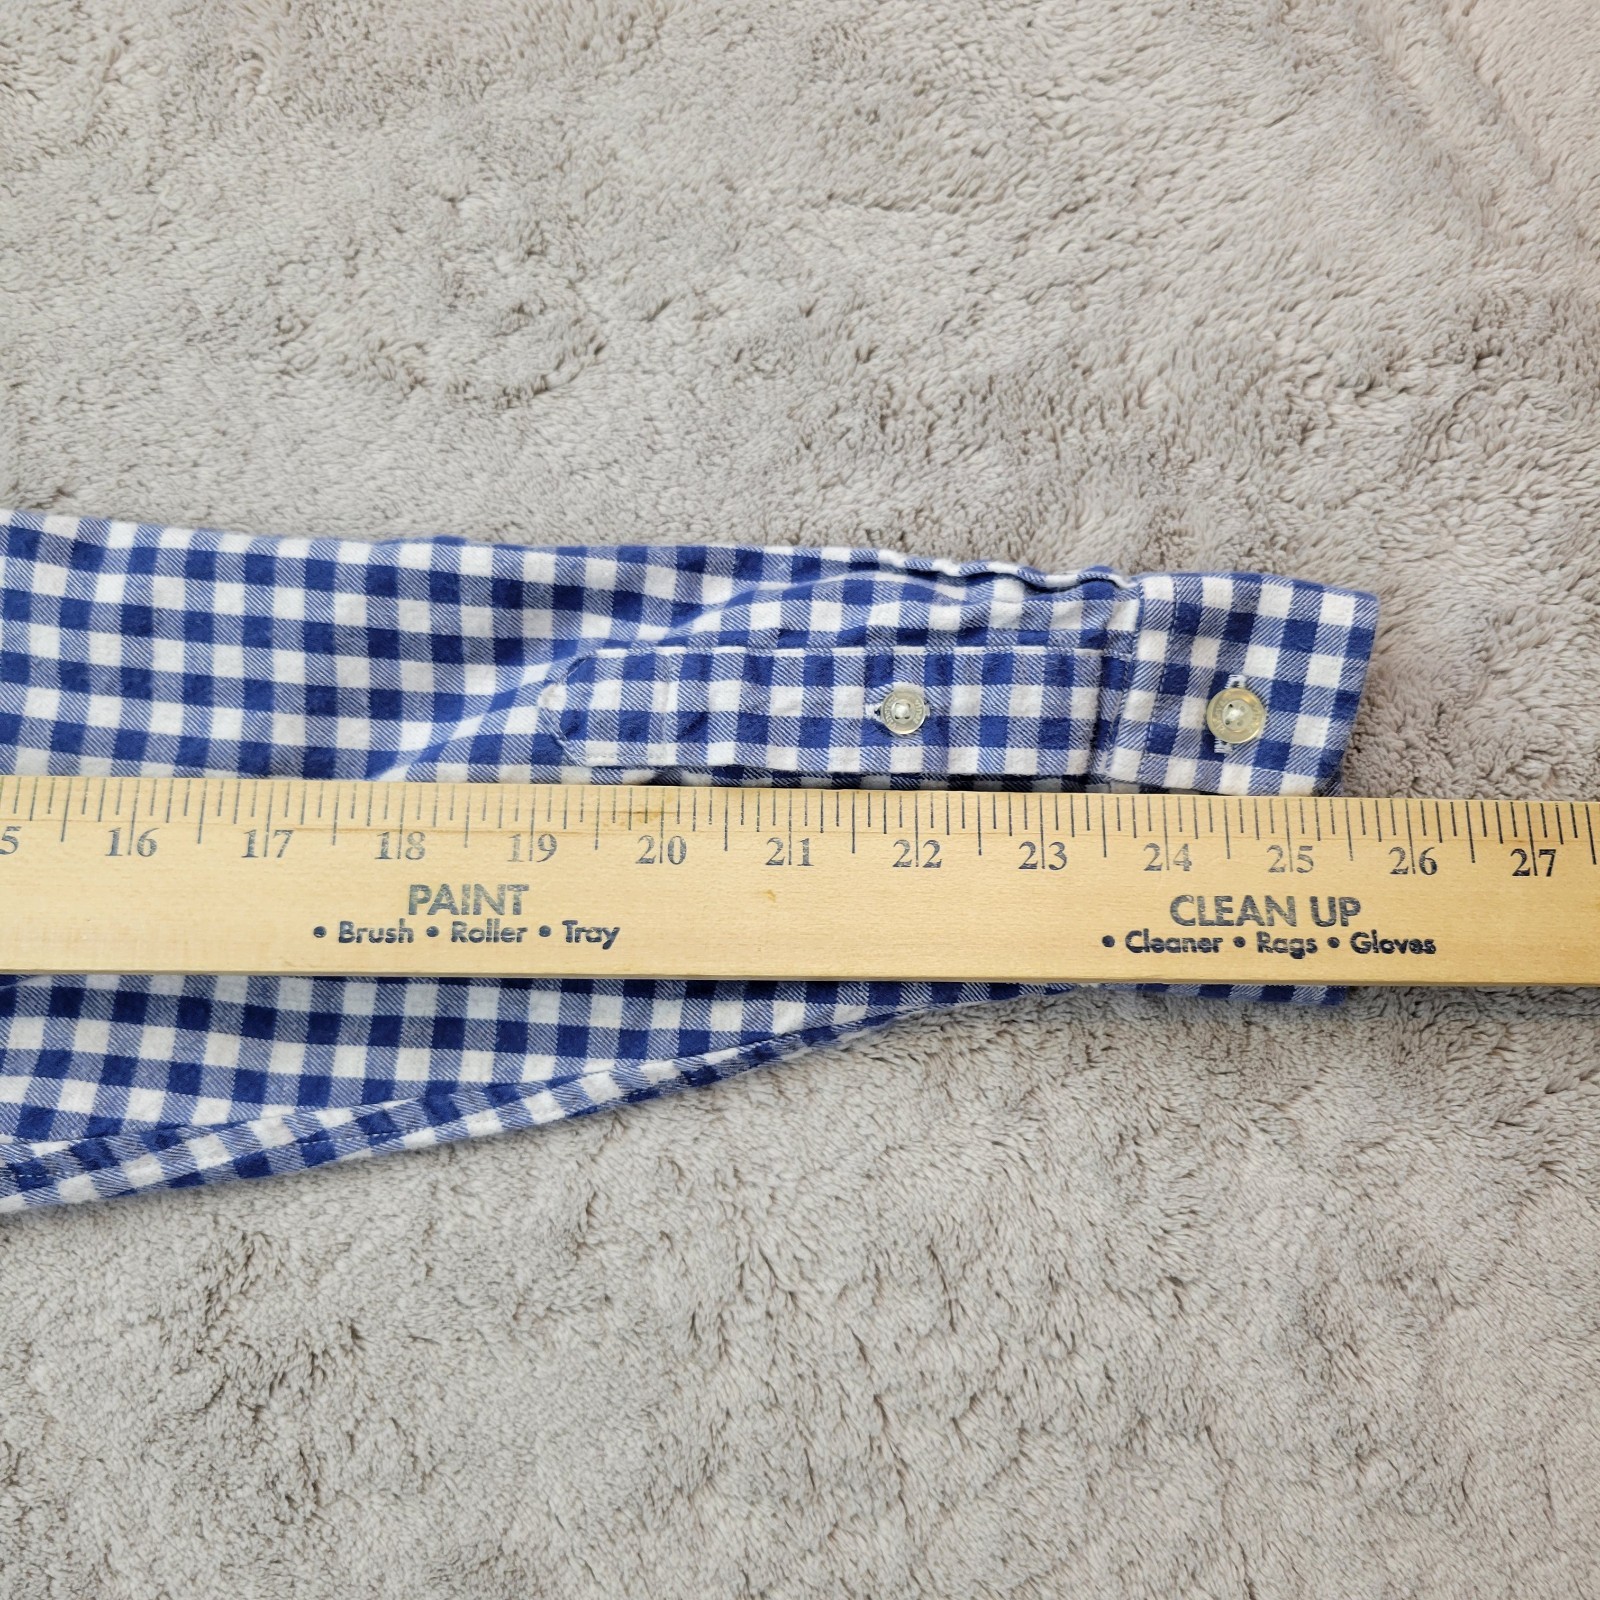 5 16 17 18 19 20 21 22 23 24 25 26 27
PAINT
• Brush • Roller • Tray
CLEAN UP
• Cleaner • Rags • Gloves